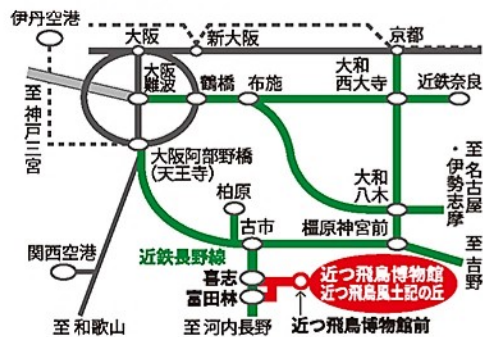 伊丹空港
大阪
新大阪
京都
大阪
難波
鶴橋
布施
大和
西大寺
近鉄奈良
至神戸三宮
大阪阿部野橋
(天王寺)
柏原
大和
八木
至名古屋
・伊勢志摩
古市
橿原神宮前
近鉄長野線
関西空港
喜志
富田林
近つ飛鳥博物館
近つ飛鳥風土記の丘
至吉野
至和歌山
至河内長野
近つ飛鳥博物館前